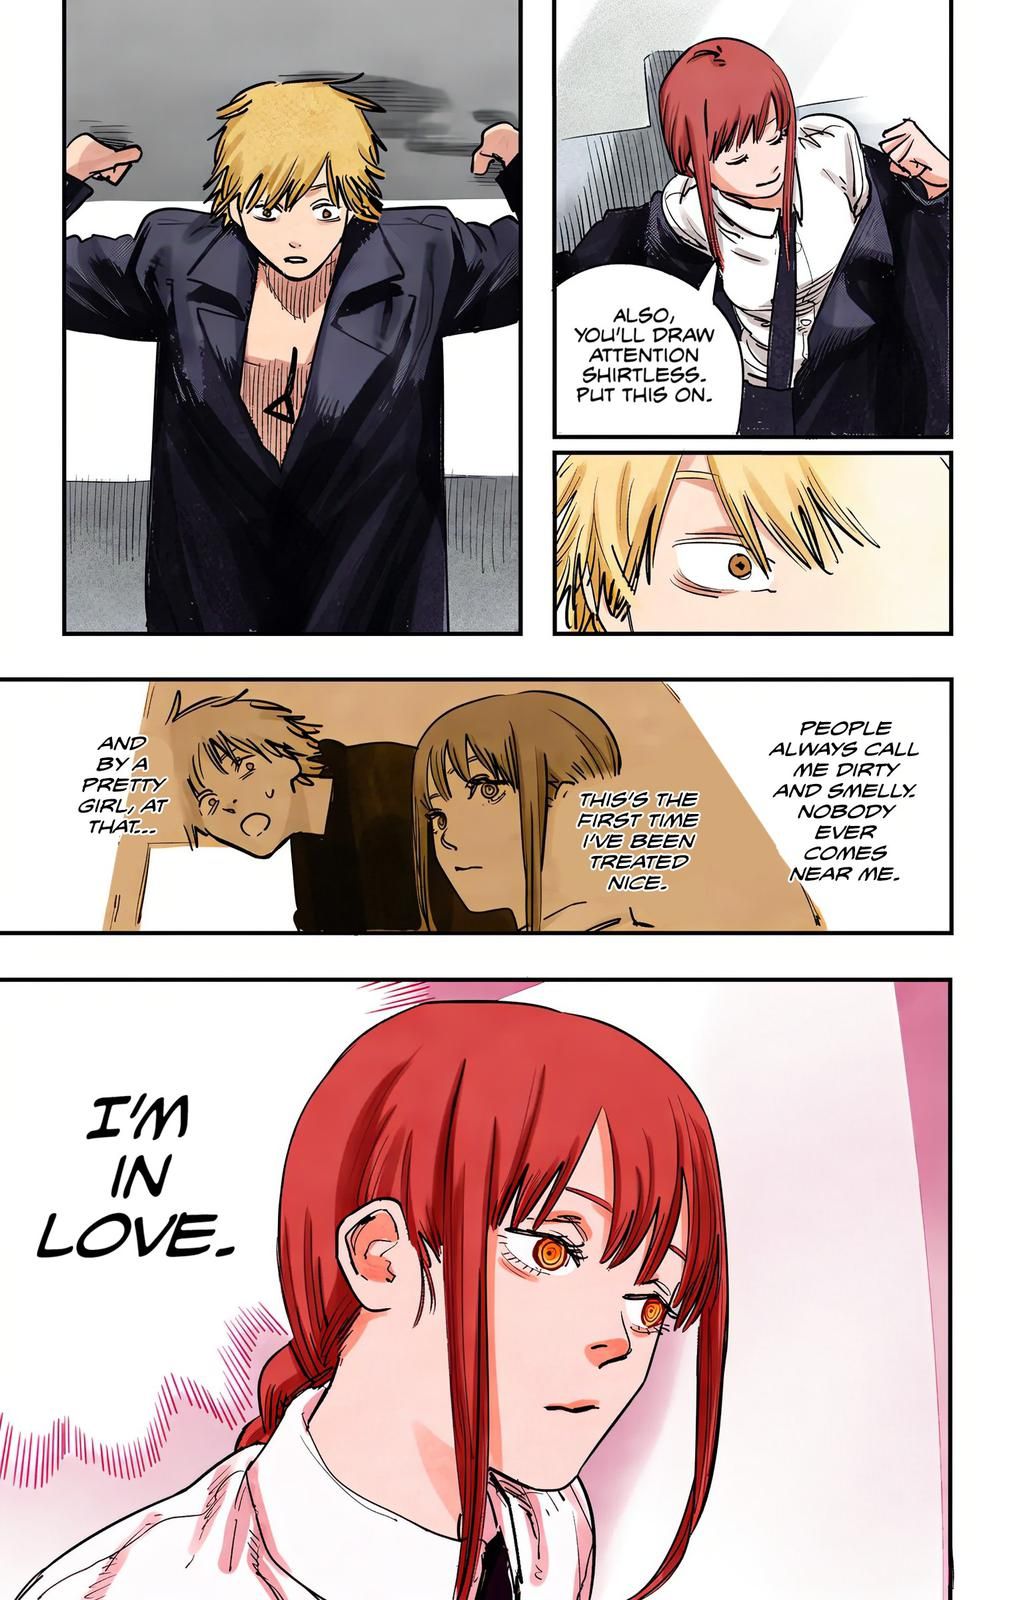 ALSO,
YOU'LL DRAW
ATTENTION
SHIRTLESS.
PUT THIS ON.
PEOPLE
ALWAYS CALL
ME DIRTY
AND SMELLY.
NOBODY
EVER
COMES
NEAR ME.
THIS'S THE
FIRST TIME
I'VE BEEN
TREATED
NICE.
AND
BY A
PRETTY
GIRL, AT
THAT...
I'M
IN
LOVE.